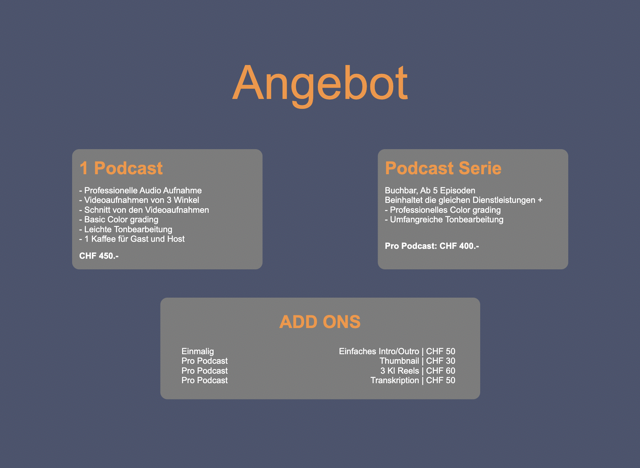 Angebot
1 Podcast
- Professionelle Audio Aufnahme
- Videoaufnahmen von 3 Winkel
- Schnitt von den Videoaufnahmen
- Basic Color grading
- Leichte Tonbearbeitung
- 1 Kaffee für Gast und Host
CHF 450.-
Podcast Serie
Buchbar, Ab 5 Episoden
Beinhaltet die gleichen Dienstleistungen +
- Professionelles Color grading
- Umfangreiche Tonbearbeitung
Pro Podcast: CHF 400.-
ADD ONS
Einmalig Einfaches Intro/Outro | CHF 50
Pro Podcast Thumbnail | CHF 30
Pro Podcast 3 KI Reels | CHF 60
Pro Podcast Transkription | CHF 50